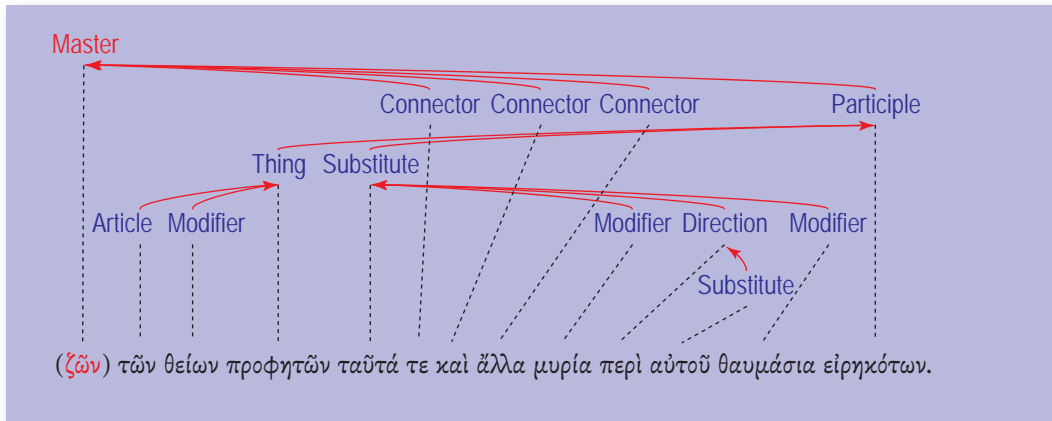 Master
Connector Connector Connector Participle
Thing Substitute
Article Modifier Modifier Direction Modifier
Substitute
(ζῶν) τῶν θείων προφητῶν ταῦτά τε καὶ ἄλλα μυρία περὶ αὐτοῦ θαυμάσια εἰρηκότων.